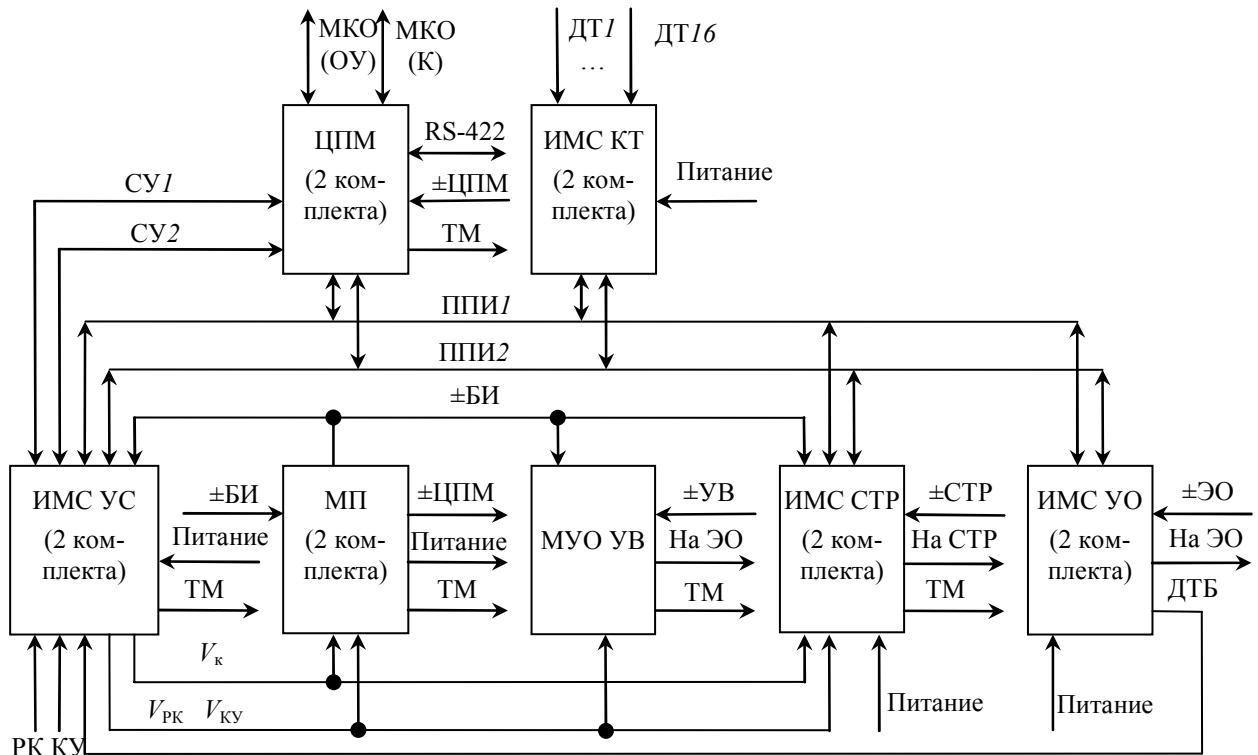 МКО
(ОУ)
МКО
(К)
ДТ1
...
ДТ16
ЦПМ
(2 ком-
плекта)
RS-422
±ЦПМ
ТМ
ИМС КТ
(2 ком-
плекта)
Питание
СУ1
СУ2
ППИ1
ППИ2
±БИ
ИМС УС
(2 ком-
плекта)
±БИ
Питание
ТМ
МП
(2 ком-
плекта)
±ЦПМ
Питание
ТМ
МУО УВ
±УВ
На ЭО
ТМ
ИМС СТР
(2 ком-
плекта)
±СТР
На СТР
ТМ
ИМС УО
(2 ком-
плекта)
±ЭО
На ЭО
ДТБ
Vк
VРК VКУ
Питание
Питание
РК КУ